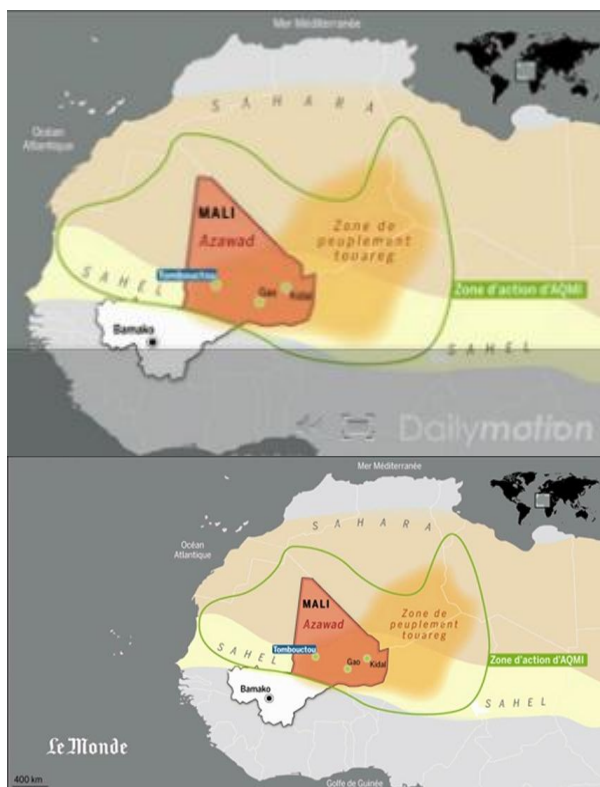 Mer Méditerranée
SAHARA
Océan
Atlantique
MALI
Azawad
Zone de
peuplement
touareg
Tombouctou
SAHEL
Gao
Kidal
Zone d'action d'AQMI
Bamako
SAHEL
Dailymotion
Mer Méditerranée
SAHARA
Océan
Atlantique
MALI
Azawad
Zone de
peuplement
touareg
Tombouctou
SAHEL
Gao
Kidal
Zone d'action d'AQMI
Bamako
SAHEL
Le Monde
400 km
Golfe de Guinée